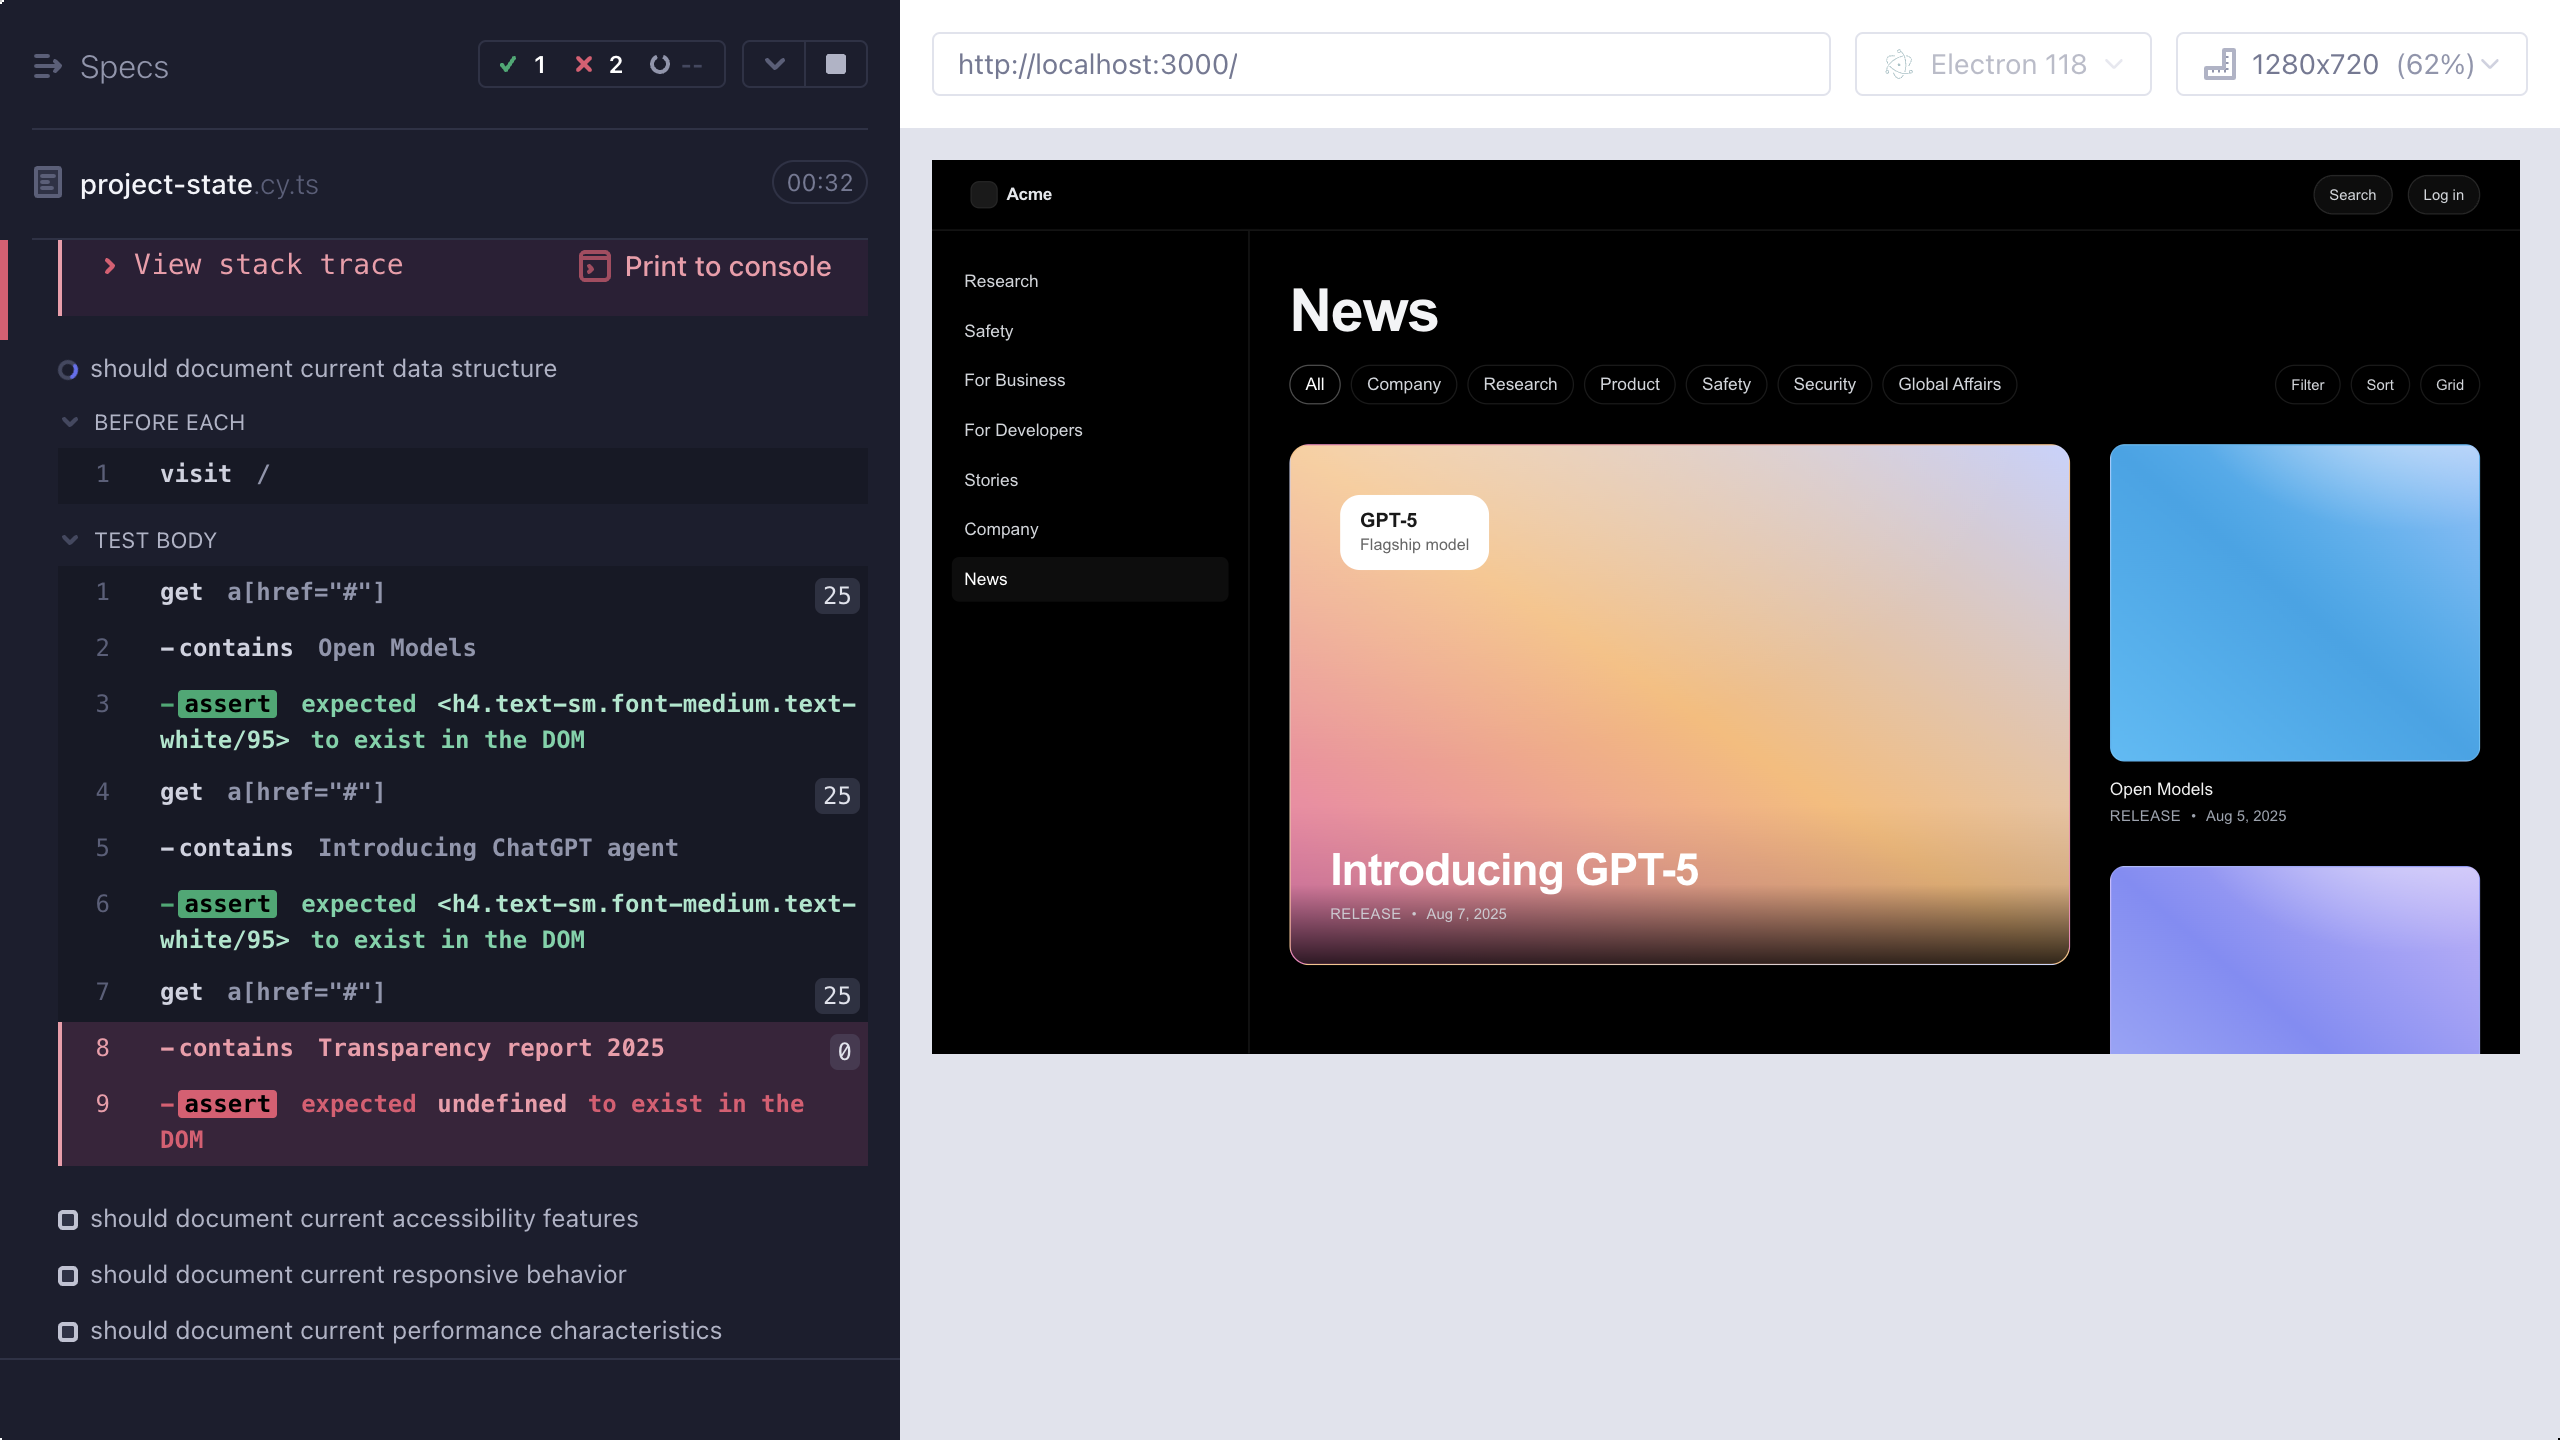 Specs
1 2 --
project-state.cy.ts 00:32
View stack trace Print to console
should document current data structure
BEFORE EACH
1 visit /
TEST BODY
1 get a[href="#"] 25
2 -contains Open Models
3 -assert expected <h4.text-sm.font-medium.text-
white/95> to exist in the DOM
4 get a[href="#"] 25
5 -contains Introducing ChatGPT agent
6 -assert expected <h4.text-sm.font-medium.text-
white/95> to exist in the DOM
7 get a[href="#"] 25
8 -contains Transparency report 2025 0
9 -assert expected undefined to exist in the
DOM
should document current accessibility features
should document current responsive behavior
should document current performance characteristics
http://localhost:3000/
Electron 118
1280x720 (62%)
Acme
Search
Log in
Research
Safety
For Business
For Developers
Stories
Company
News
News
All Company Research Product Safety Security Global Affairs
Filter Sort Grid
GPT-5
Flagship model
Introducing GPT-5
RELEASE • Aug 7, 2025
Open Models
RELEASE • Aug 5, 2025